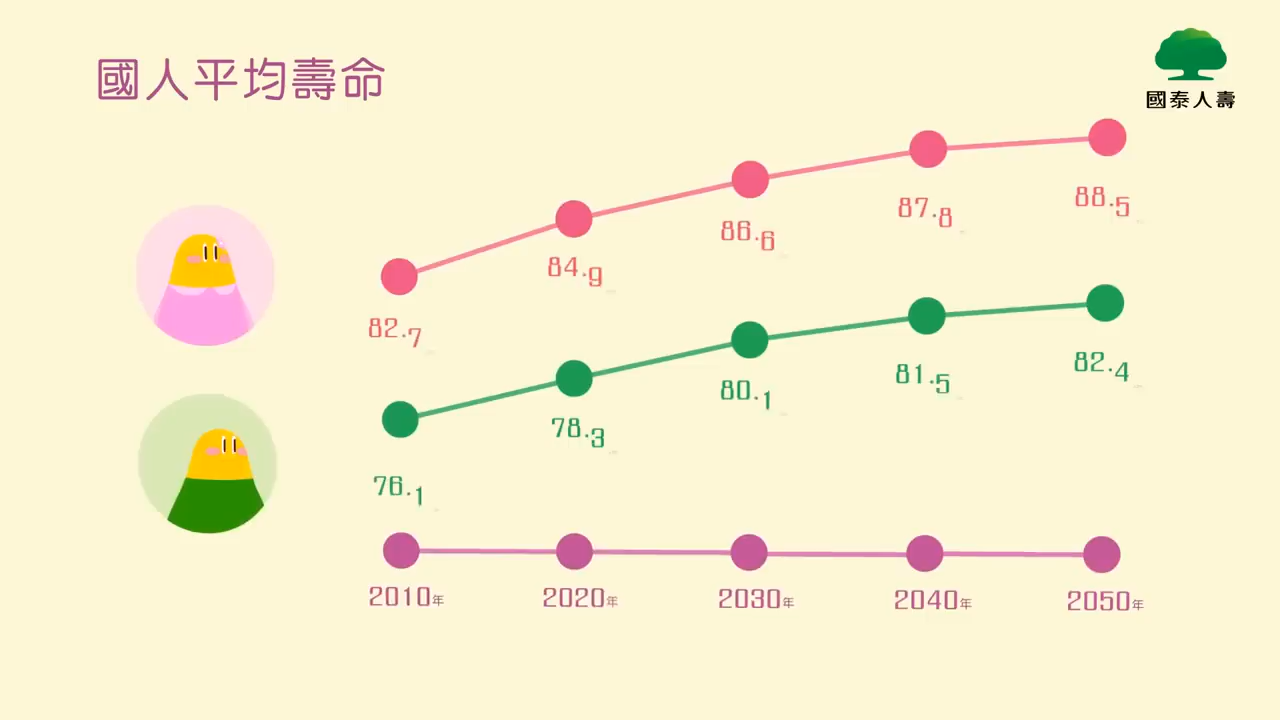 國人平均壽命
國泰人壽
82.7
84.9
86.6
87.8
88.5
76.1
78.3
80.1
81.5
82.4
2010年
2020年
2030年
2040年
2050年